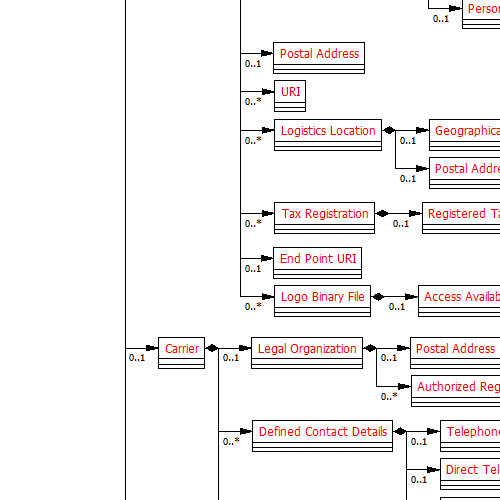 Person
0..1
Postal Address
0..1
URI
0..*
Logistics Location
0..*
0..1
Geographica
0..1
Postal Addre
Tax Registration
0..*
0..1
Registered Ta
End Point URI
0..1
Logo Binary File
0..*
0..1
Access Availab
Carrier
0..1
Legal Organization
0..1
0..1
Postal Address
0..*
Authorized Reg
Defined Contact Details
0..*
0..1
Telephone
0..1
Direct Tel